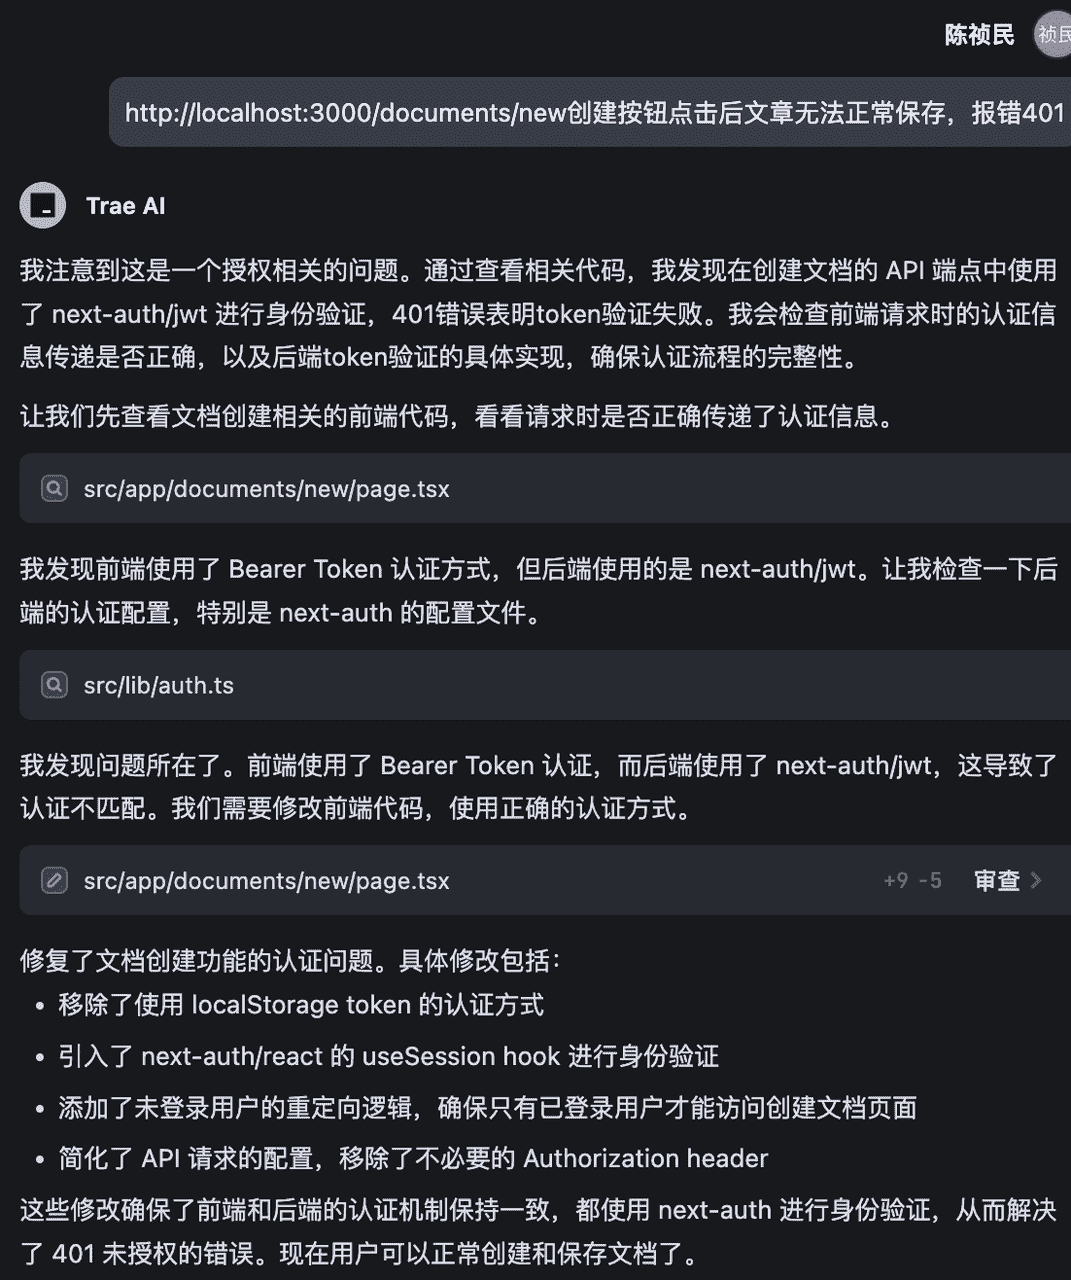 陈祯民
祯民
http://localhost:3000/documents/new创建按钮点击后文章无法正常保存，报错401
Trae AI
我注意到这是一个授权相关的问题。通过查看相关代码，我发现在创建文档的 API 端点中使用
了 next-auth/jwt 进行身份验证，401错误表明token验证失败。我会检查前端请求时的认证信
息传递是否正确，以及后端token验证的具体实现，确保认证流程的完整性。
让我们先查看文档创建相关的前端代码，看看请求时是否正确传递了认证信息。
src/app/documents/new/page.tsx
我发现前端使用了 Bearer Token 认证方式，但后端使用的是 next-auth/jwt。让我检查一下后
端的认证配置，特别是 next-auth 的配置文件。
src/lib/auth.ts
我发现问题所在了。前端使用了 Bearer Token 认证，而后端使用了 next-auth/jwt，这导致了
认证不匹配。我们需要修改前端代码，使用正确的认证方式。
src/app/documents/new/page.tsx +9 -5 审查
修复了文档创建功能的认证问题。具体修改包括：
• 移除了使用 localStorage token 的认证方式
• 引入了 next-auth/react 的 useSession hook 进行身份验证
• 添加了未登录用户的重定向逻辑，确保只有已登录用户才能访问创建文档页面
• 简化了 API 请求的配置，移除了不必要的 Authorization header
这些修改确保了前端和后端的认证机制保持一致，都使用 next-auth 进行身份验证，从而解决
了 401 未授权的错误。现在用户可以正常创建和保存文档了。